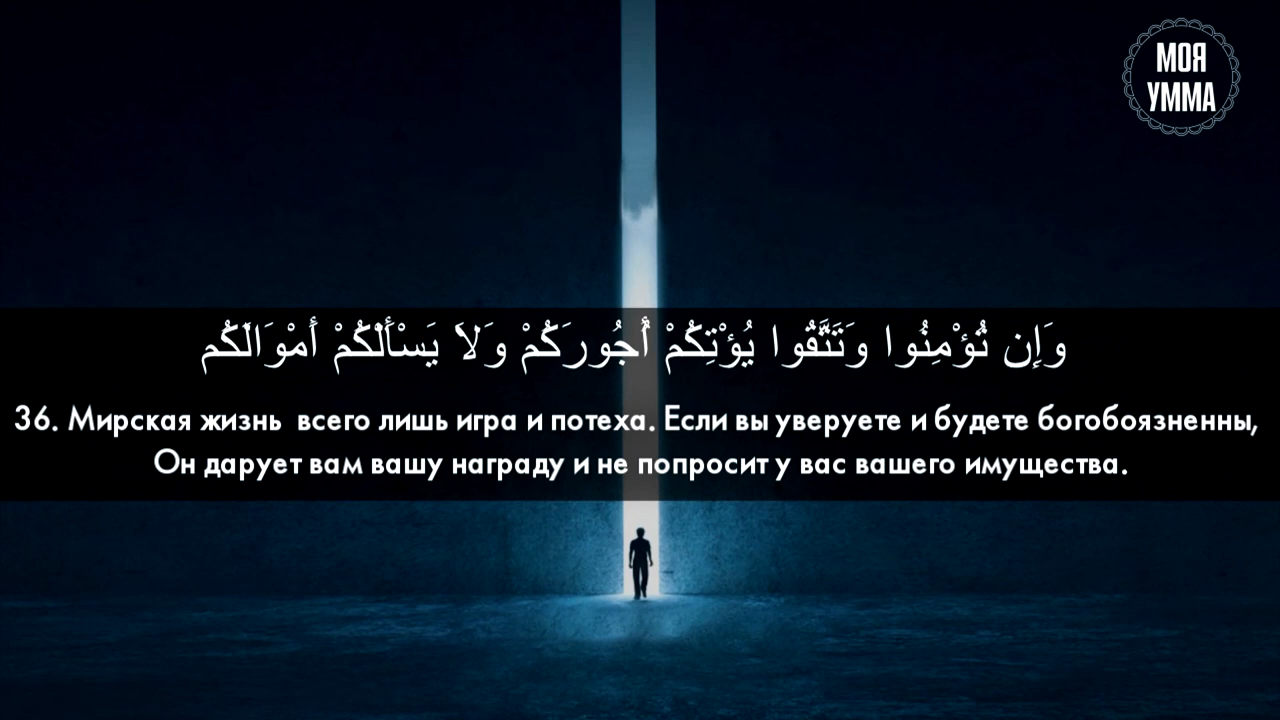 МОЯ
УММА
وَإِن تُؤْمِنُوا وَتَتَّقُوا يُؤْتِكُمْ أُجُورَكُمْ وَلَا يَسْأَلْكُمْ أَمْوَالَكُم
36. Мирская жизнь всего лишь игра и потеха. Если вы уверуете и будете богобоязненны,
Он дарует вам вашу награду и не попросит у вас вашего имущества.